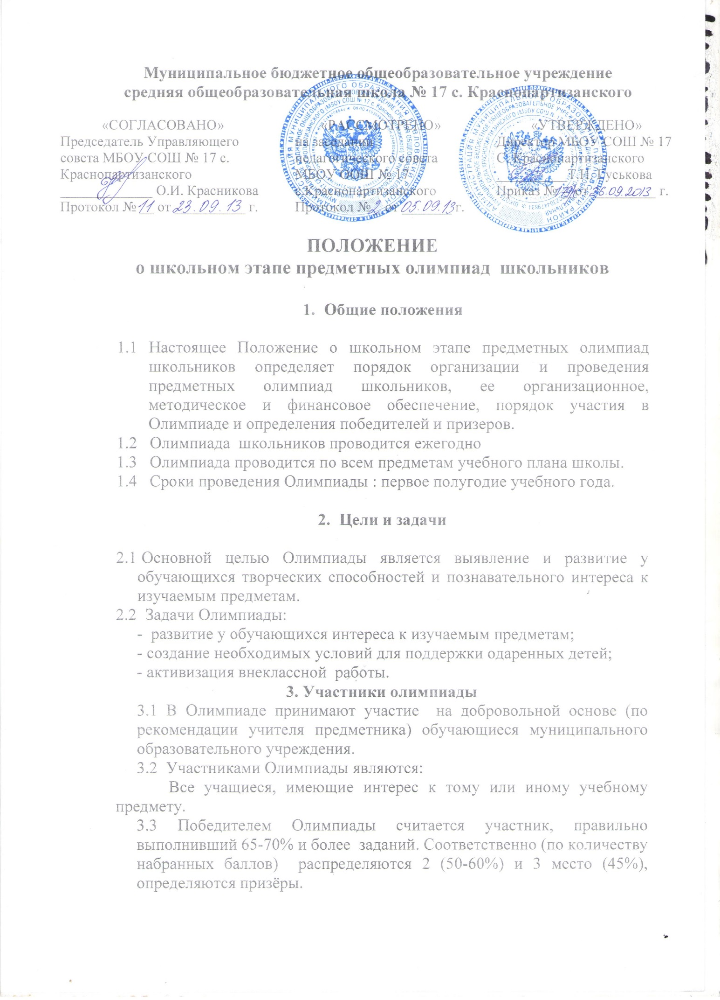 Муниципальное бюджетное общеобразовательное учреждение
средняя общеобразовательная школа № 17 с. Краснопартизанского
«СОГЛАСОВАНО»
Председатель Управляющего
совета МБОУ СОШ № 17 с.
Краснопартизанского
_____________ О.И. Красникова
Протокол № 11 от 23.09.13 г.
«РАССМОТРЕНО»
на заседании
педагогического совета
МБОУ ООШ № 17
с. Краснопартизанского
Протокол № 2 от 05.09.13 г.
«УТВЕРЖДЕНО»
Директор МБОУ СОШ № 17
С. Краснопартизанского
__________ Гуськова
Приказ № от 26.09.2013 г.
ПОЛОЖЕНИЕ
о школьном этапе предметных олимпиад школьников
1. Общие положения
1.1 Настоящее Положение о школьном этапе предметных олимпиад
школьников определяет порядок организации и проведения
предметных олимпиад школьников, ее организационное,
методическое и финансовое обеспечение, порядок участия в
Олимпиаде и определения победителей и призеров.
1.2 Олимпиада школьников проводится ежегодно
1.3 Олимпиада проводится по всем предметам учебного плана школы.
1.4 Сроки проведения Олимпиады : первое полугодие учебного года.
2. Цели и задачи
2.1 Основной целью Олимпиады является выявление и развитие у
обучающихся творческих способностей и познавательного интереса к
изучаемым предметам.
2.2 Задачи Олимпиады:
- развитие у обучающихся интереса к изучаемым предметам;
- создание необходимых условий для поддержки одаренных детей;
- активизация внеклассной работы.
3. Участники олимпиады
3.1 В Олимпиаде принимают участие на добровольной основе (по
рекомендации учителя предметника) обучающиеся муниципального
образовательного учреждения.
3.2 Участниками Олимпиады являются:
Все учащиеся, имеющие интерес к тому или иному учебному
предмету.
3.3 Победителем Олимпиады считается участник, правильно
выполнивший 65-70% и более заданий. Соответственно (по количеству
набранных баллов) распределяются 2 (50-60%) и 3 место (45%),
определяются призёры.